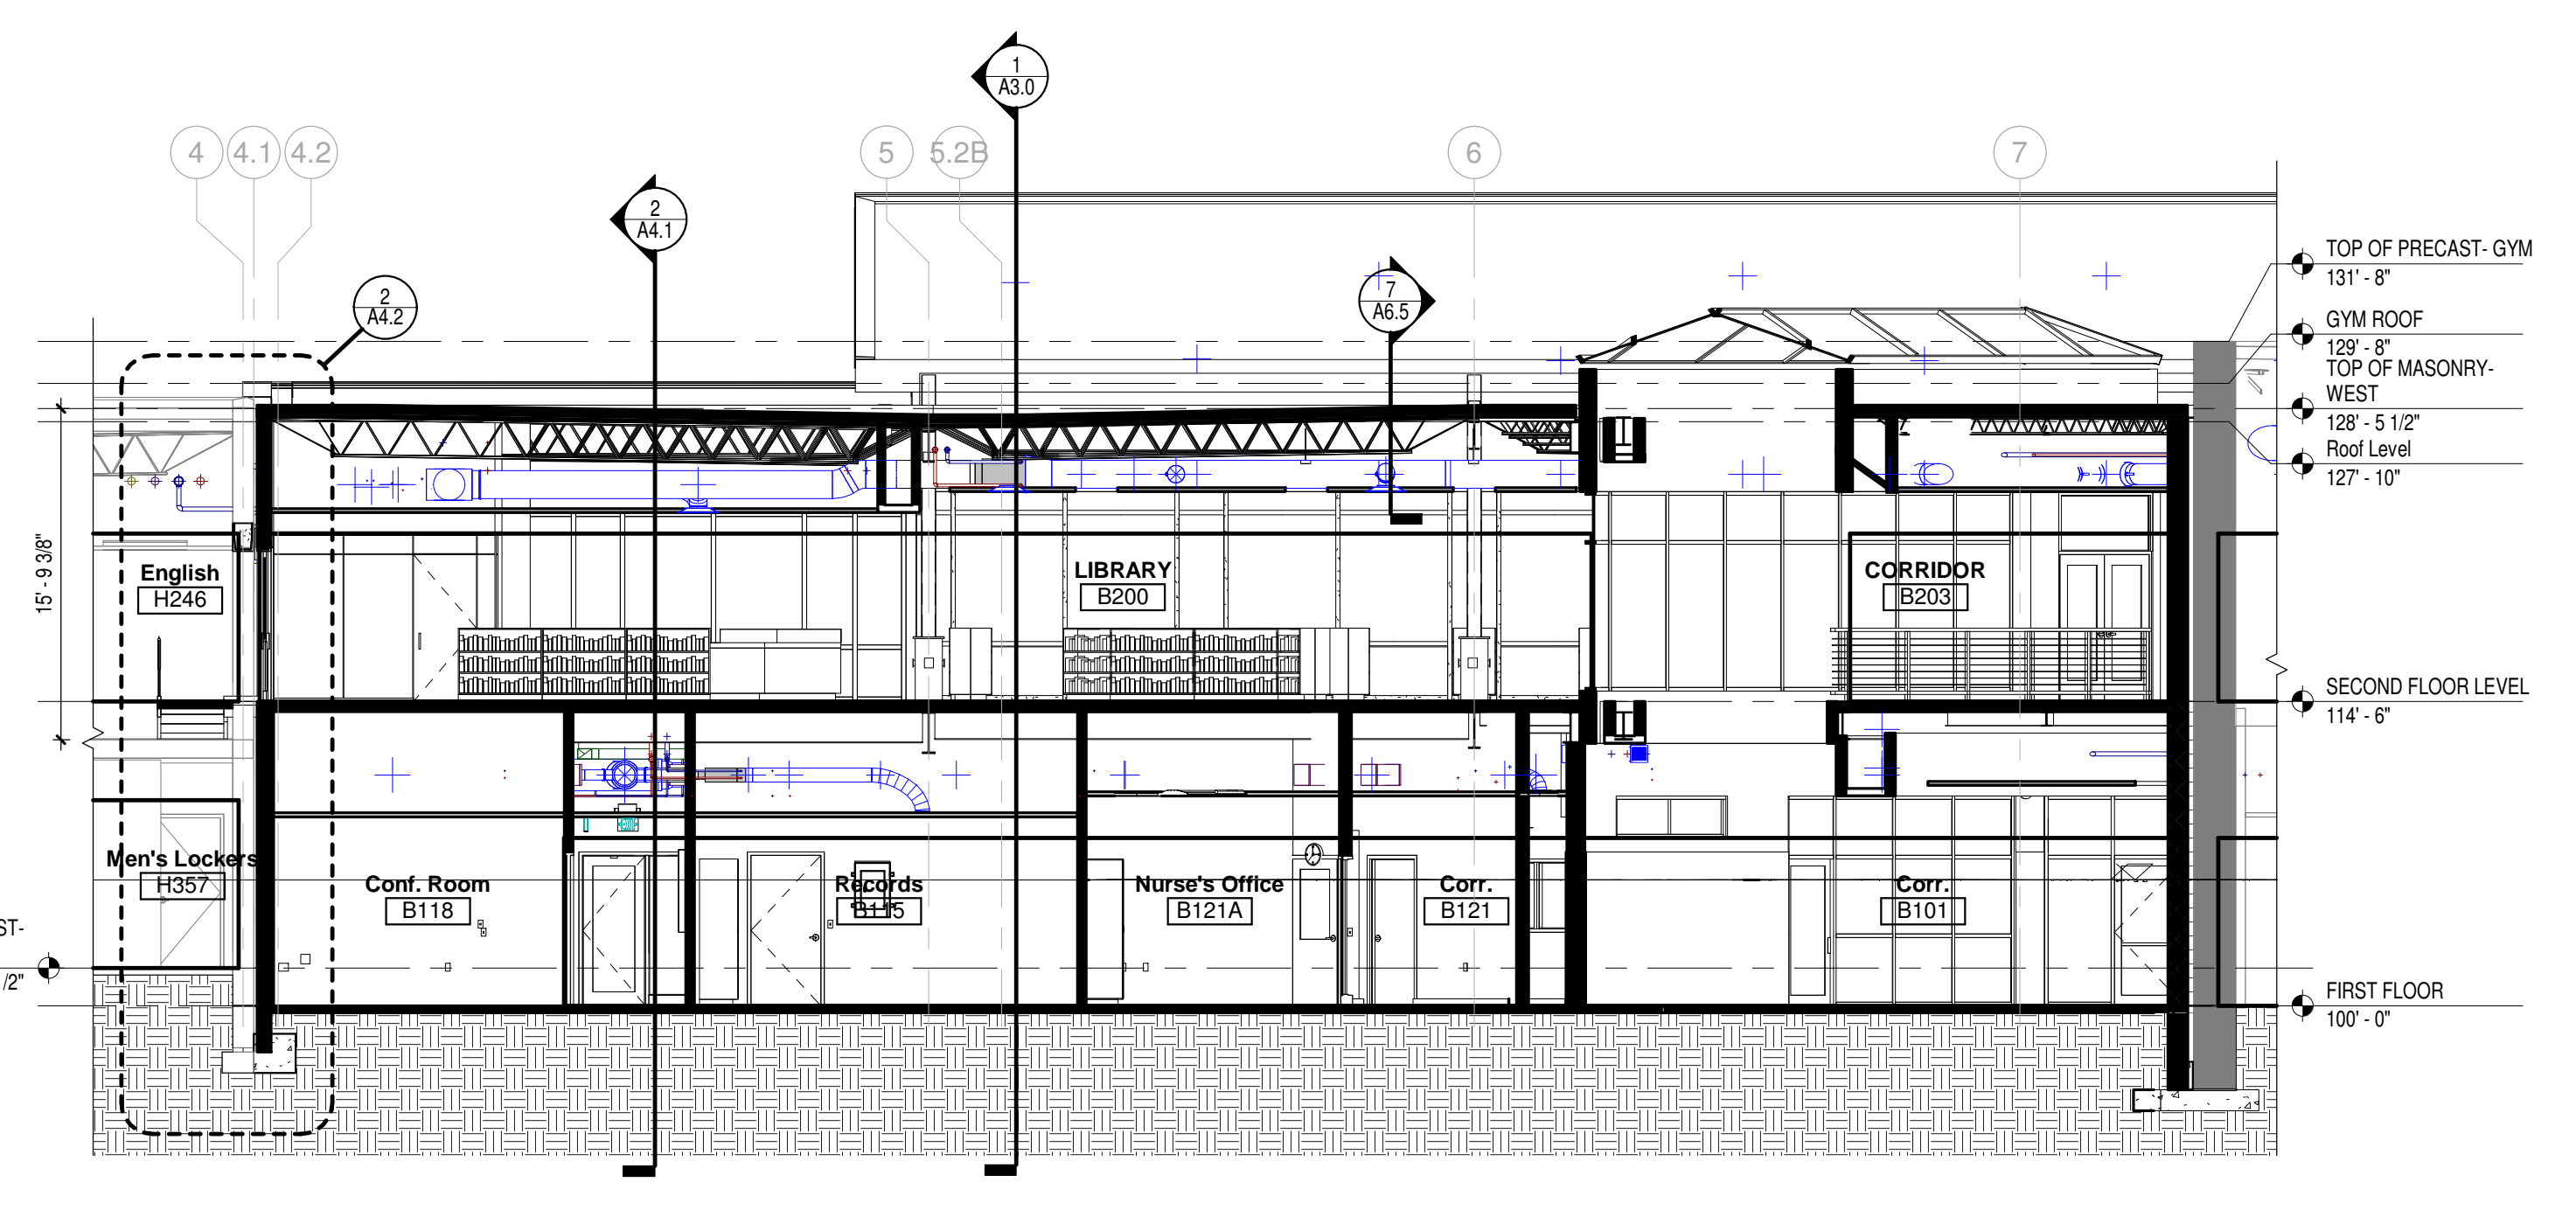 1
A3.0
4
4.1
4.2
5
5.2B
6
7
2
A4.1
2
A4.2
7
A6.5
TOP OF PRECAST- GYM
131' - 8"
GYM ROOF
129' - 8"
TOP OF MASONRY-
WEST
128' - 5 1/2"
Roof Level
127' - 10"
15' - 9 3/8"
English
H246
LIBRARY
B200
CORRIDOR
B203
SECOND FLOOR LEVEL
114' - 6"
Men's Lockers
H357
Conf. Room
B118
Records
B115
Nurse's Office
B121A
Corr.
B121
Corr.
B101
ST-
/2"
FIRST FLOOR
100' - 0"